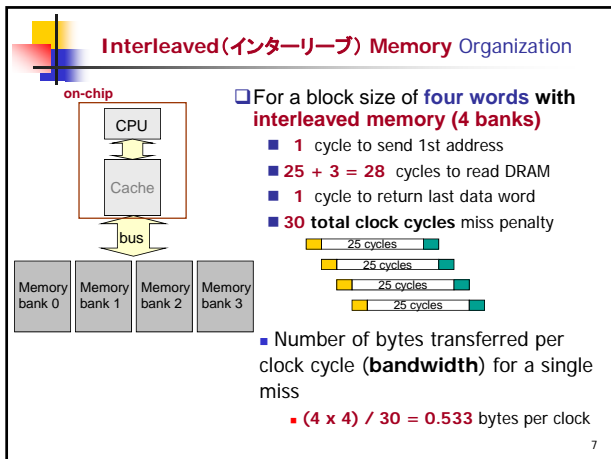 Interleaved(インターリーブ) Memory Organization
on-chip
CPU
Cache
bus
Memory bank 0
Memory bank 1
Memory bank 2
Memory bank 3
For a block size of four words with
interleaved memory (4 banks)
1 cycle to send 1st address
25 + 3 = 28 cycles to read DRAM
1 cycle to return last data word
30 total clock cycles miss penalty
25 cycles
25 cycles
25 cycles
25 cycles
Number of bytes transferred per
clock cycle (bandwidth) for a single
miss
(4 x 4) / 30 = 0.533 bytes per clock
7